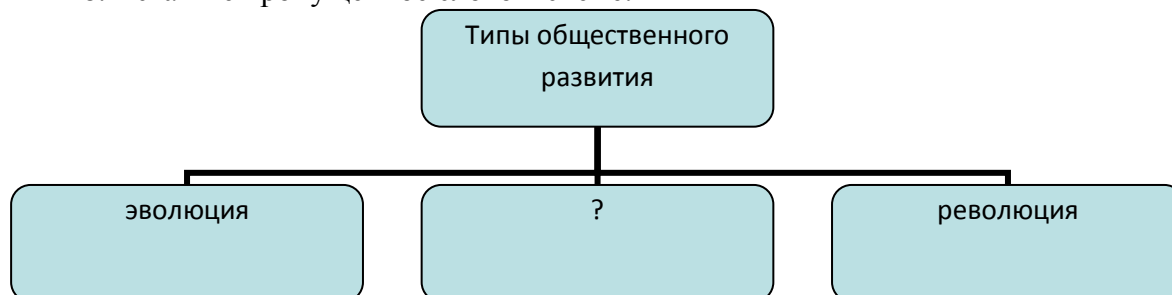 Типы общественного
развития
эволюция
?
революция